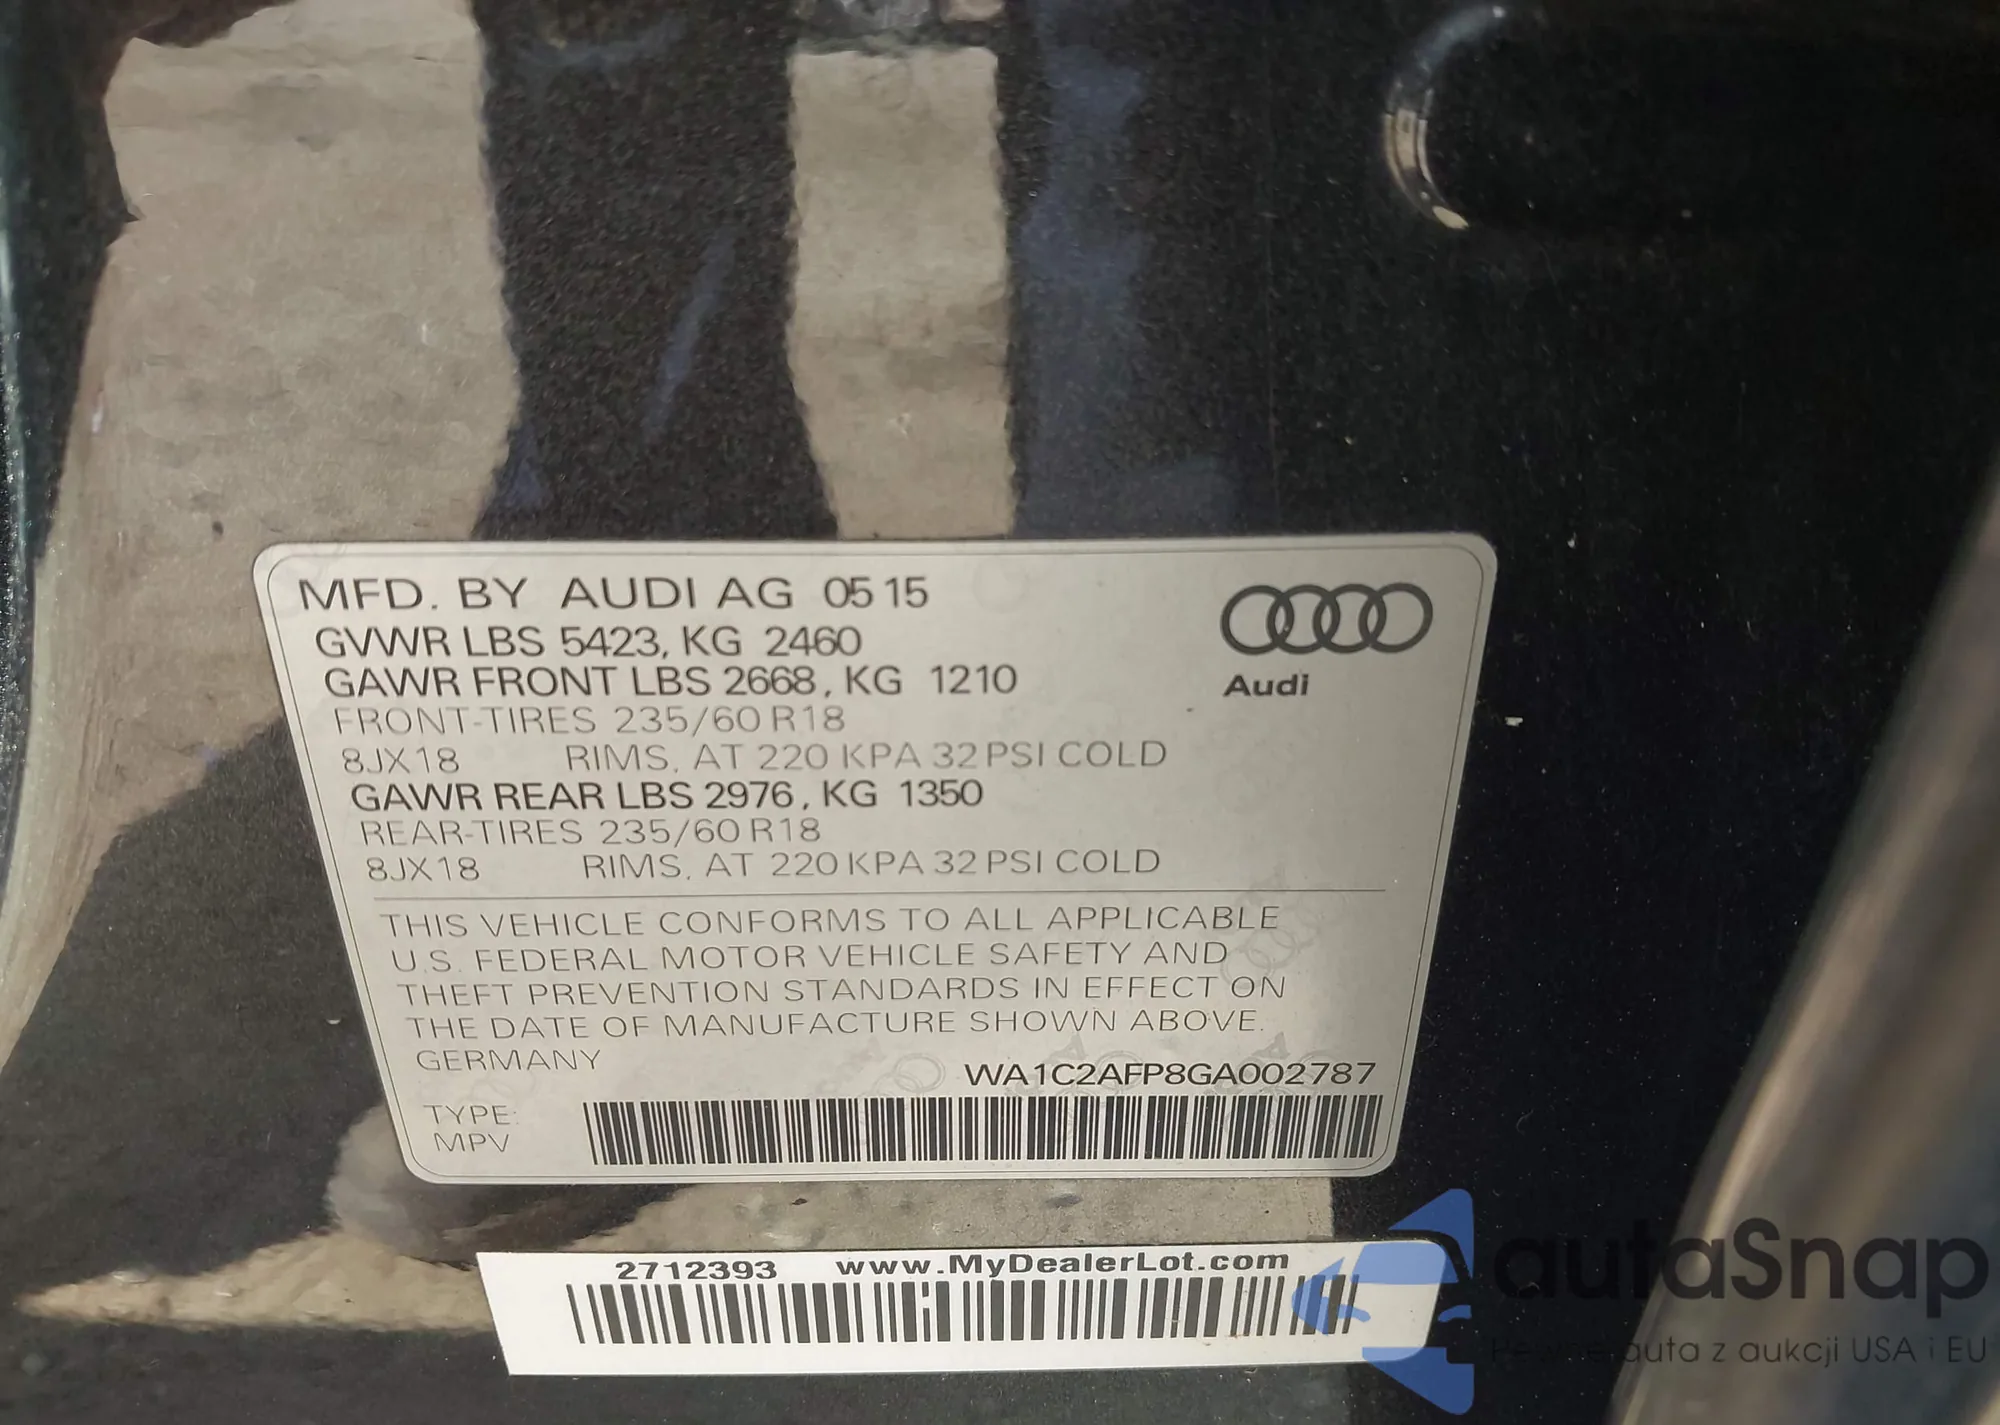 MFD. BY AUDI AG 05 15
GVWR LBS 5423, KG 2460
GAWR FRONT LBS 2668, KG 1210
FRONT-TIRES 235/60 R18
8JX18 RIMS, AT 220 KPA 32 PSI COLD
GAWR REAR LBS 2976, KG 1350
REAR-TIRES 235/60 R18
8JX18 RIMS, AT 220 KPA 32 PSI COLD
Audi
THIS VEHICLE CONFORMS TO ALL APPLICABLE
U.S. FEDERAL MOTOR VEHICLE SAFETY AND
THEFT PREVENTION STANDARDS IN EFFECT ON
THE DATE OF MANUFACTURE SHOWN ABOVE.
GERMANY
WA1C2AFP8GA002787
TYPE:
MPV
2712393 www.MyDealerLot.com
autaSnap
Pewne auta z aukcji USA i EU